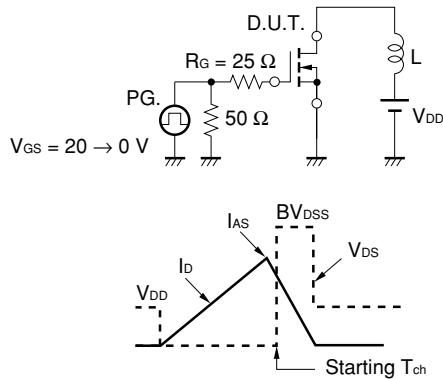 D.U.T.
RG = 25 Ω
L
PG.
50 Ω
VDD
VGS = 20 → 0 V
BVDSS
IAS
VDS
ID
VDD
Starting Tch